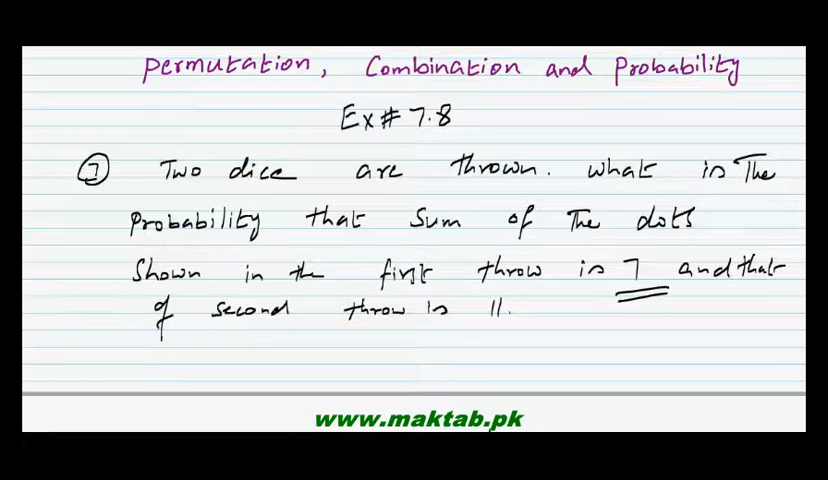 Permutation, Combination and Probability
Ex# 7.8
7 Two dice are thrown. what is The
Probability that Sum of The dots
Shown in the first throw is 7 and that
of second throw is 11.
www.maktab.pk